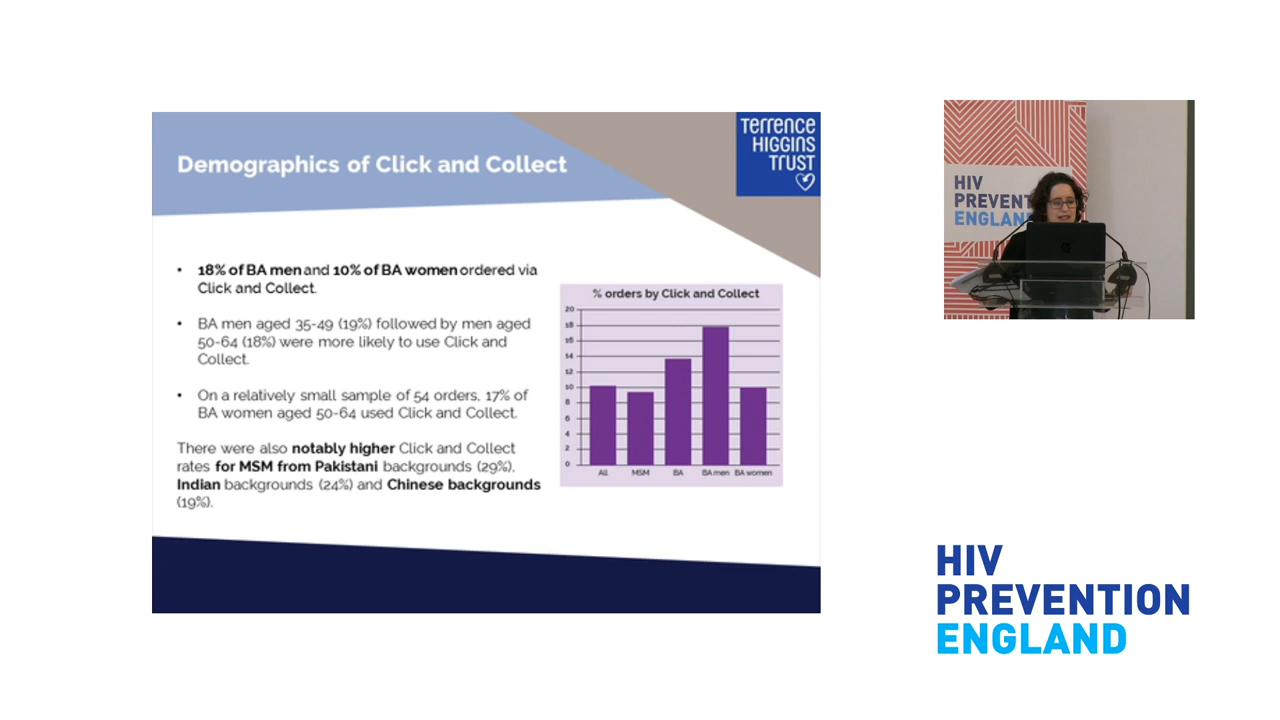 Demographics of Click and Collect
Terrence
HIGGINS
TRUST
• 18% of BA men and 10% of BA women ordered via
Click and Collect.
• BA men aged 35-49 (19%) followed by men aged
50-64 (18%) were more likely to use Click and
Collect.
• On a relatively small sample of 54 orders, 17% of
BA women aged 50-64 used Click and Collect.
There were also notably higher Click and Collect
rates for MSM from Pakistani backgrounds (29%),
Indian backgrounds (24%) and Chinese backgrounds
(19%).
% orders by Click and Collect
20
18
16
14
12
10
8
6
4
2
0
All MSM BA BA men BA women
HIV
PREVENT
ENGLAN
HIV
PREVENTION
ENGLAND